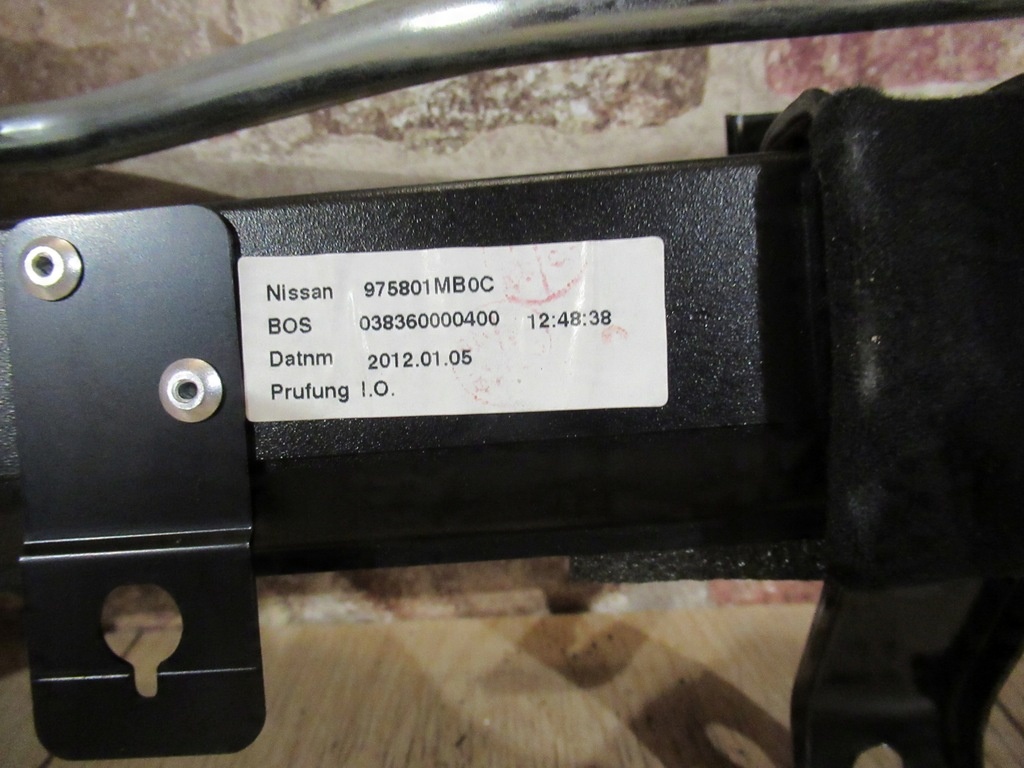 Nissan 975801MB0C
BOS 038360000400 12:48:38
Datnm 2012.01.05
Prufung I.O.